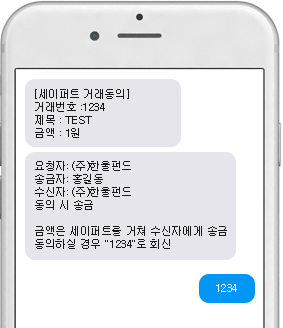 [세이퍼트 거래동의]
거래번호 :1234
제목 : TEST
금액 : 1원
요청자: (주)한울펀드
송금자: 홍길동
수신자: (주)한울펀드
동의 시 송금
금액은 세이퍼트를 거쳐 수신자에게 송금
동의하실 경우 "1234"로 회신
1234